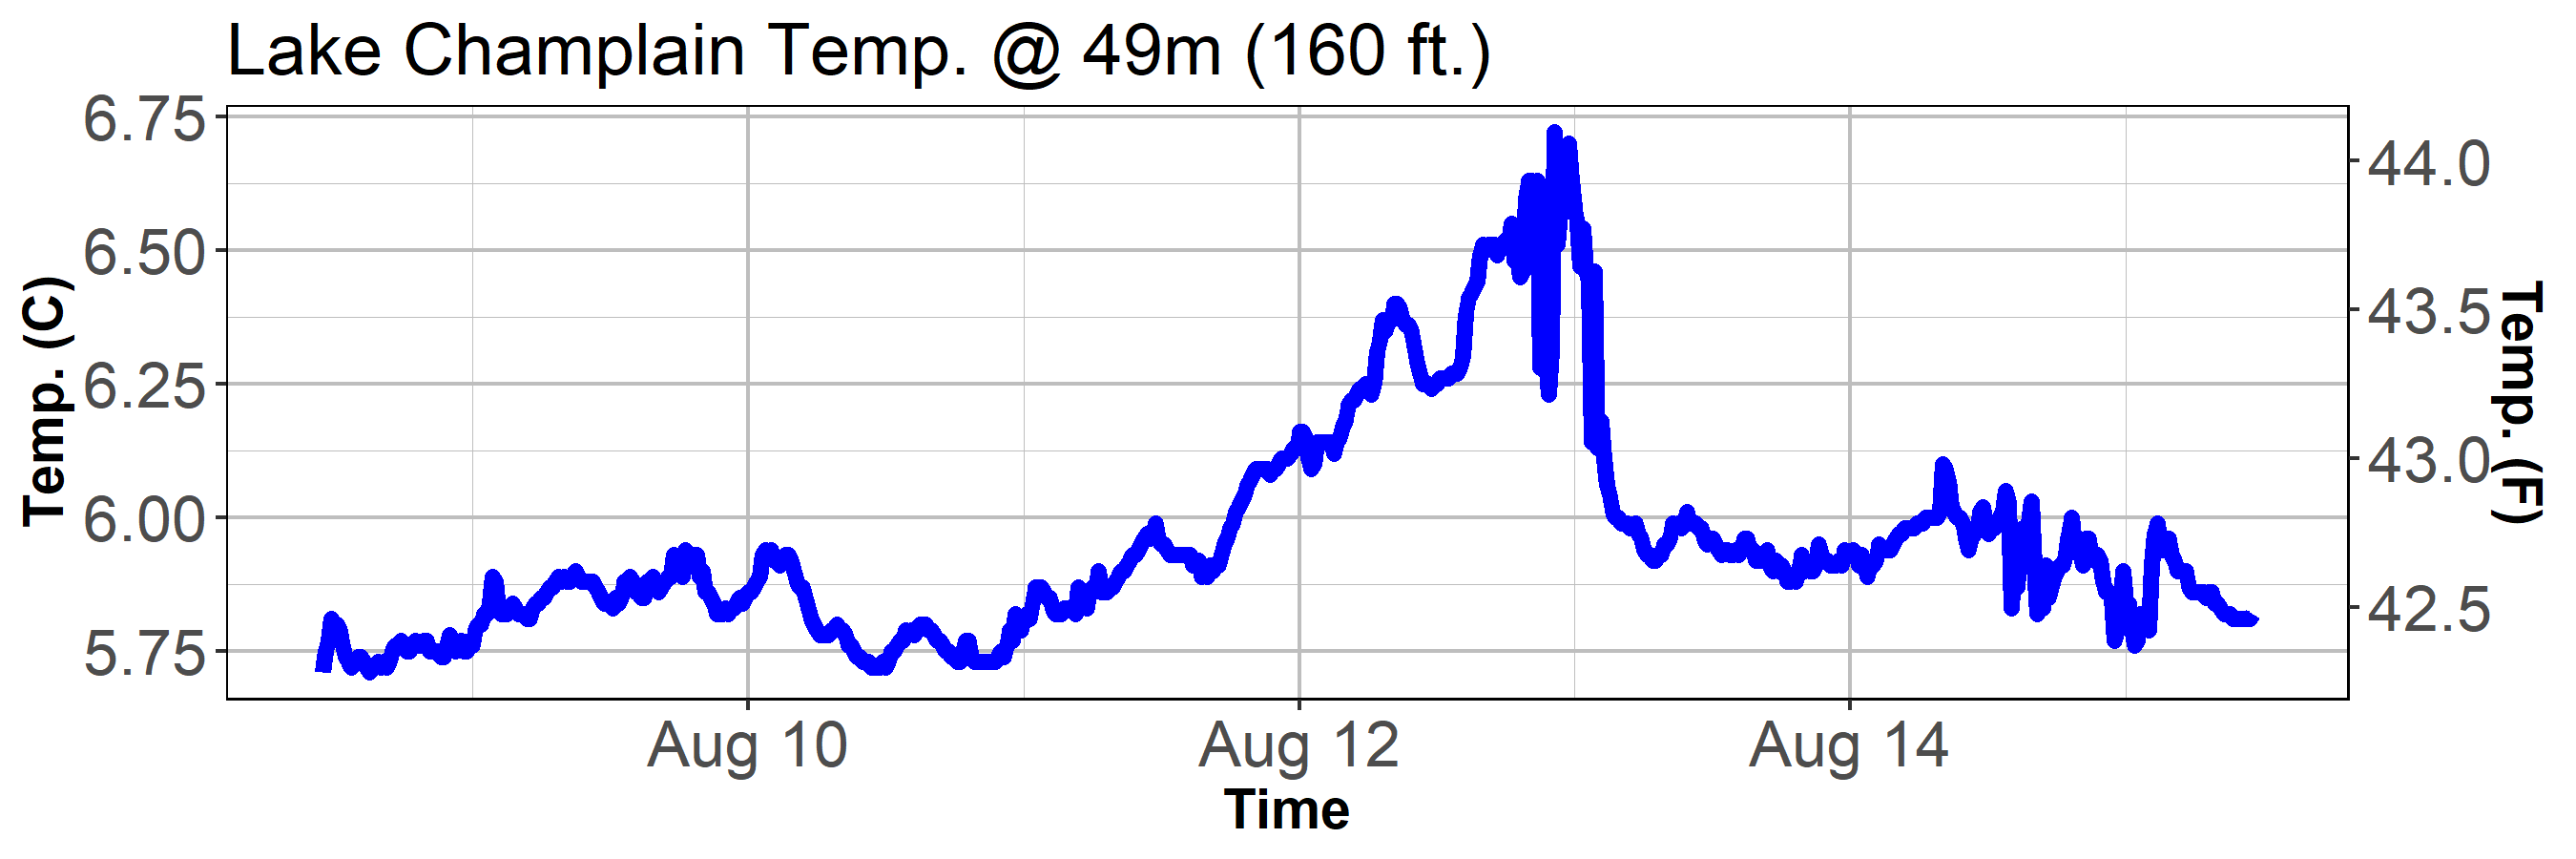 Lake Champlain Temp. @ 49m (160 ft.)
6.75
6.50
6.25
6.00
5.75
Temp. (C)
44.0
43.5
43.0
42.5
Temp. (F)
Aug 10
Aug 12
Aug 14
Time